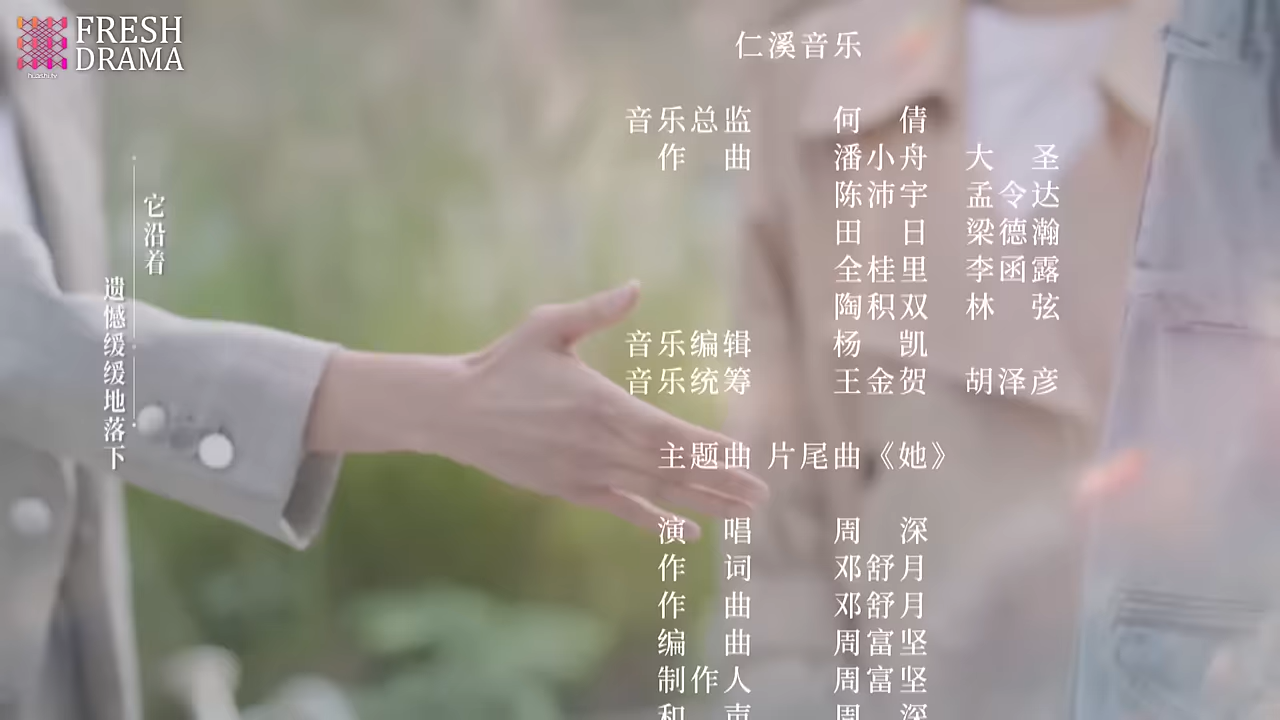 FRESH
DRAMA
它沿着
遗憾缓缓地落下
仁溪音乐
音乐总监 何倩
作曲 潘小舟 大圣
陈沛宇 孟令达
田日 梁德瀚
全桂里 李函露
陶积双 林弦
音乐编辑 杨凯
音乐统筹 王金贺 胡泽彦
主题曲 片尾曲《她》
演唱 周深
作词 邓舒月
作曲 邓舒月
编曲 周富坚
制作人 周富坚
和声 周深